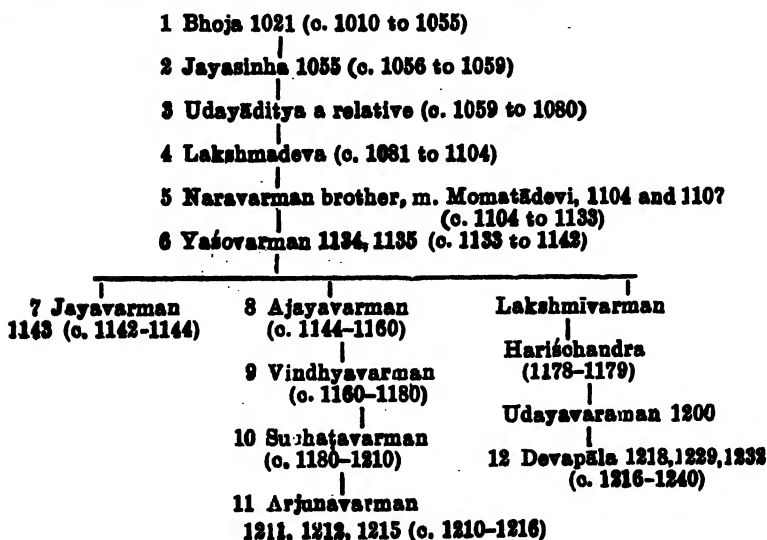 1 Bhoja 1021 (c. 1010 to 1055)
2 Jayasinha 1055 (c. 1056 to 1059)
3 Udayāditya a relative (c. 1059 to 1080)
4 Lakshmadeva (c. 1081 to 1104)
5 Naravarman brother, m. Momatādevi, 1104 and 1107
(c. 1104 to 1133)
6 Yaśovarman 1134, 1135 (c. 1133 to 1142)
7 Jayavarman
1143 (c. 1142-1144)
8 Ajayavarman
(c. 1144-1160)
9 Vindhyavarman
(c. 1160-1180)
10 Subhaṭavarman
(c. 1180-1210)
11 Arjunavarman
1211, 1212, 1215 (c. 1210-1216)
Lakshmīvarman
Hariśchandra
(1178-1179)
Udayavaraman 1200
12 Devapāla 1218, 1229, 1232
(c. 1216-1240)